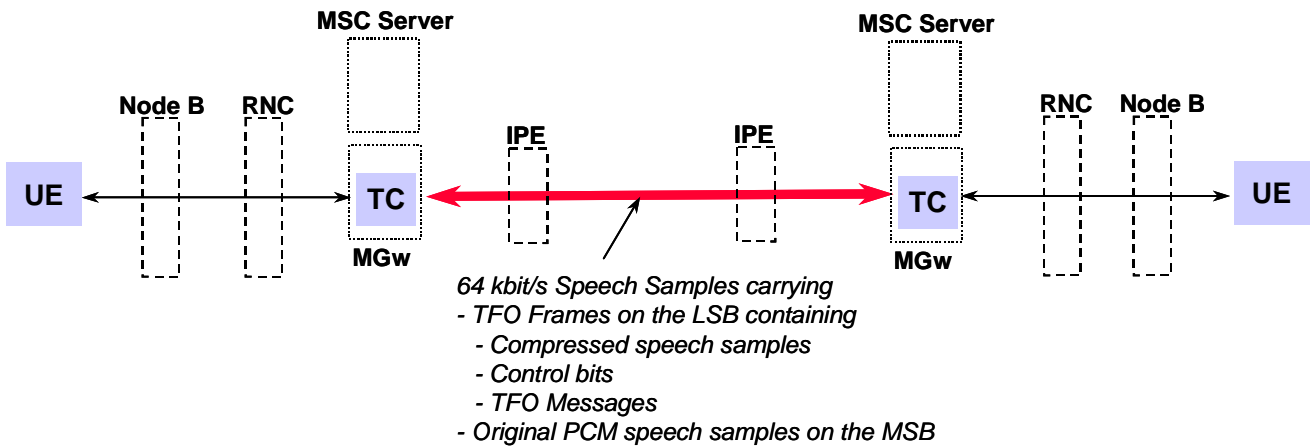 MSC Server
MSC Server
Node B
RNC
IPE
IPE
RNC
Node B
UE
TC
TC
UE
MGw
MGw
64 kbit/s Speech Samples carrying
- TFO Frames on the LSB containing
- Compressed speech samples
- Control bits
- TFO Messages
- Original PCM speech samples on the MSB